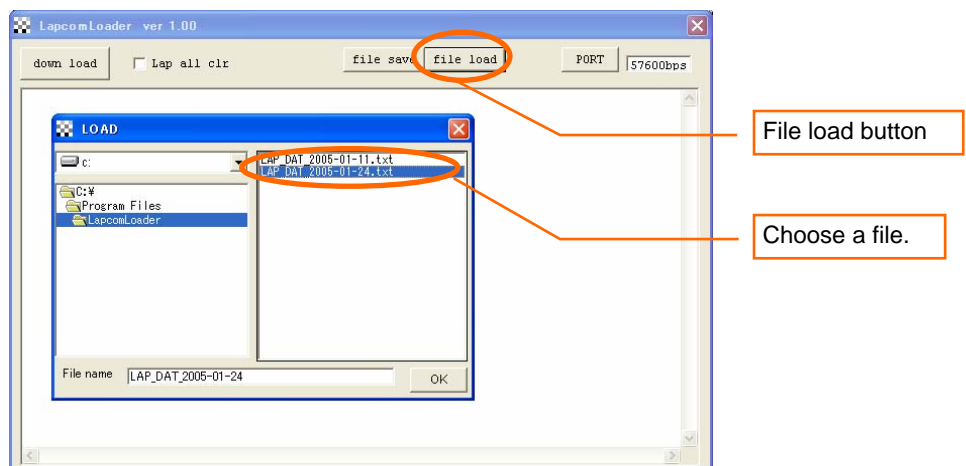 LapcomLoader ver 1.00
down load
Lap all clr
file save
file load
PORT
57600bps
File load button
LOAD
c:
LAP_DAT_2005-01-11.txt
LAP_DAT_2005-01-24.txt
C:¥
Program Files
LapcomLoader
Choose a file.
File name
LAP_DAT_2005-01-24
OK